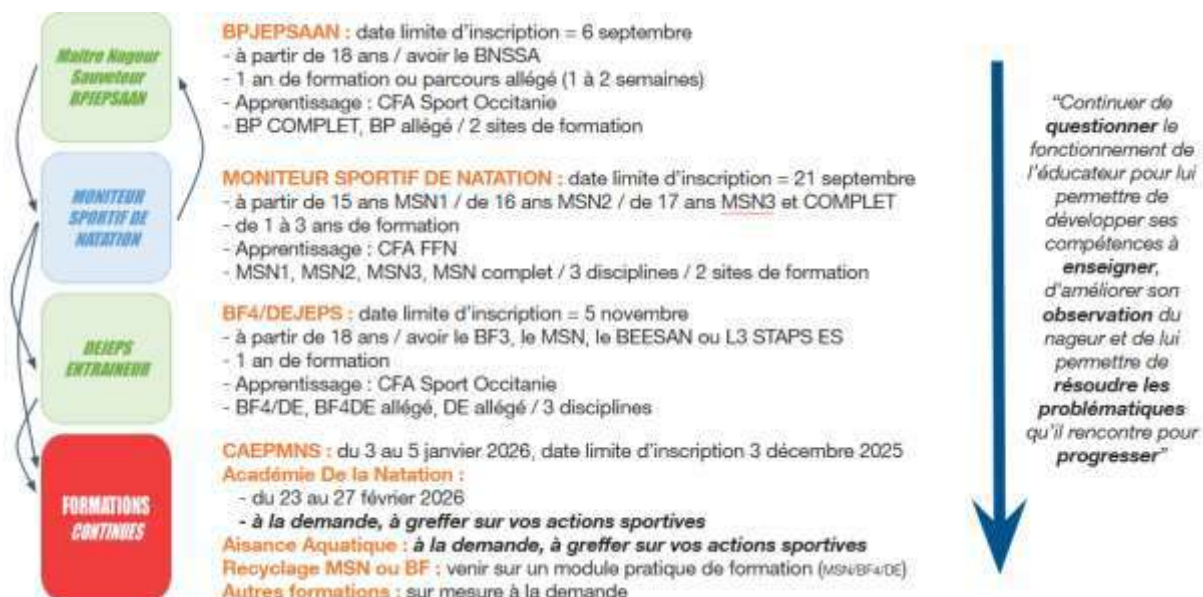 Maître Nageur
Sauveteur
BPJEPSAAN
BPJEPSAAN : date limite d'inscription = 6 septembre
- à partir de 18 ans / avoir le BNSSA
- 1 an de formation ou parcours allégé (1 à 2 semaines)
- Apprentissage : CFA Sport Occitanie
- BP COMPLET, BP allégé / 2 sites de formation
MONITEUR
SPORTIF DE
NATATION
MONITEUR SPORTIF DE NATATION : date limite d'inscription = 21 septembre
- à partir de 15 ans MSN1 / de 16 ans MSN2 / de 17 ans MSN3 et COMPLET
- de 1 à 3 ans de formation
- Apprentissage : CFA FFN
- MSN1, MSN2, MSN3, MSN complet / 3 disciplines / 2 sites de formation
DEJEPS
ENTRAINEUR
BF4/DEJEPS : date limite d'inscription = 5 novembre
- à partir de 18 ans / avoir le BF3, le MSN, le BEESAN ou L3 STAPS ES
- 1 an de formation
- Apprentissage : CFA Sport Occitanie
- BF4/DE, BF4DE allégé, DE allégé / 3 disciplines
FORMATIONS
CONTINUES
CAEPMNS : du 3 au 5 janvier 2026, date limite d'inscription 3 décembre 2025
Académie De la Natation :
- du 23 au 27 février 2026
- à la demande, à greffer sur vos actions sportives
Aisance Aquatique : à la demande, à greffer sur vos actions sportives
Recyclage MSN ou BF : venir sur un module pratique de formation (MSN/BF4/DE)
Autres formations : sur mesure à la demande
"Continuer de
questionner le
fonctionnement de
l'éducateur pour lui
permettre de
développer ses
compétences à
enseigner,
d'améliorer son
observation du
nageur et de lui
permettre de
résoudre les
problématiques
qu'il rencontre pour
progresser"